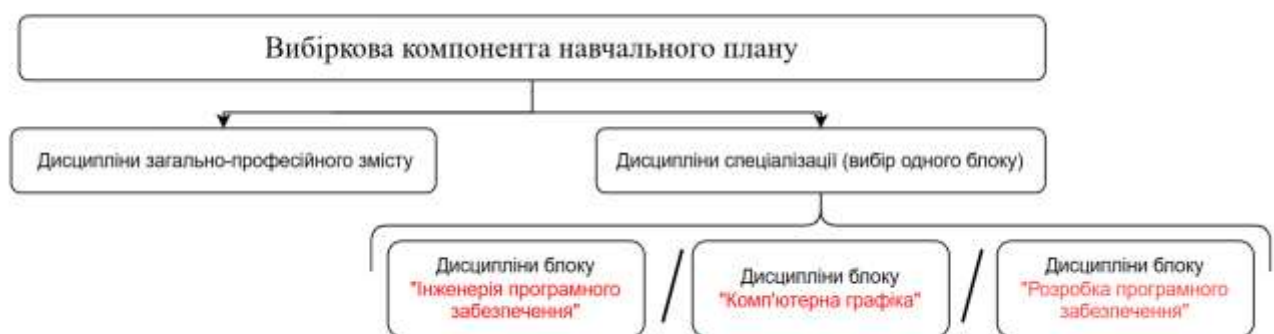 Вибіркова компонента навчального плану
Дисципліни загально-професійного змісту
Дисципліни спеціалізації (вибір одного блоку)
Дисципліни блоку
"Інженерія програмного
забезпечення"
/
Дисципліни блоку
"Комп'ютерна графіка"
/
Дисципліни блоку
"Розробка програмного
забезпечення"